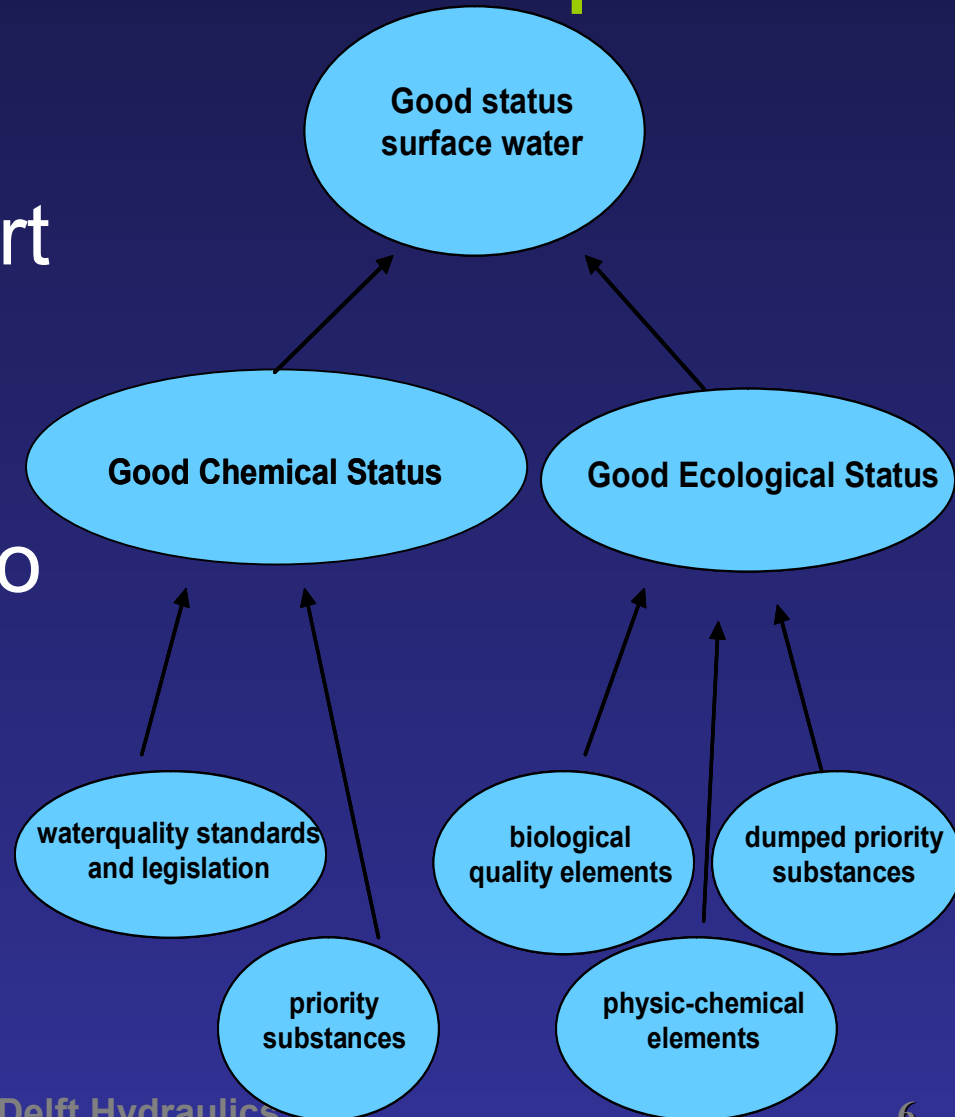 Good status
surface water
rt
Good Chemical Status
Good Ecological Status
o
waterquality standards
and legislation
biological
quality elements
dumped priority
substances
priority
substances
physic-chemical
elements
Delft Hydraulics
6